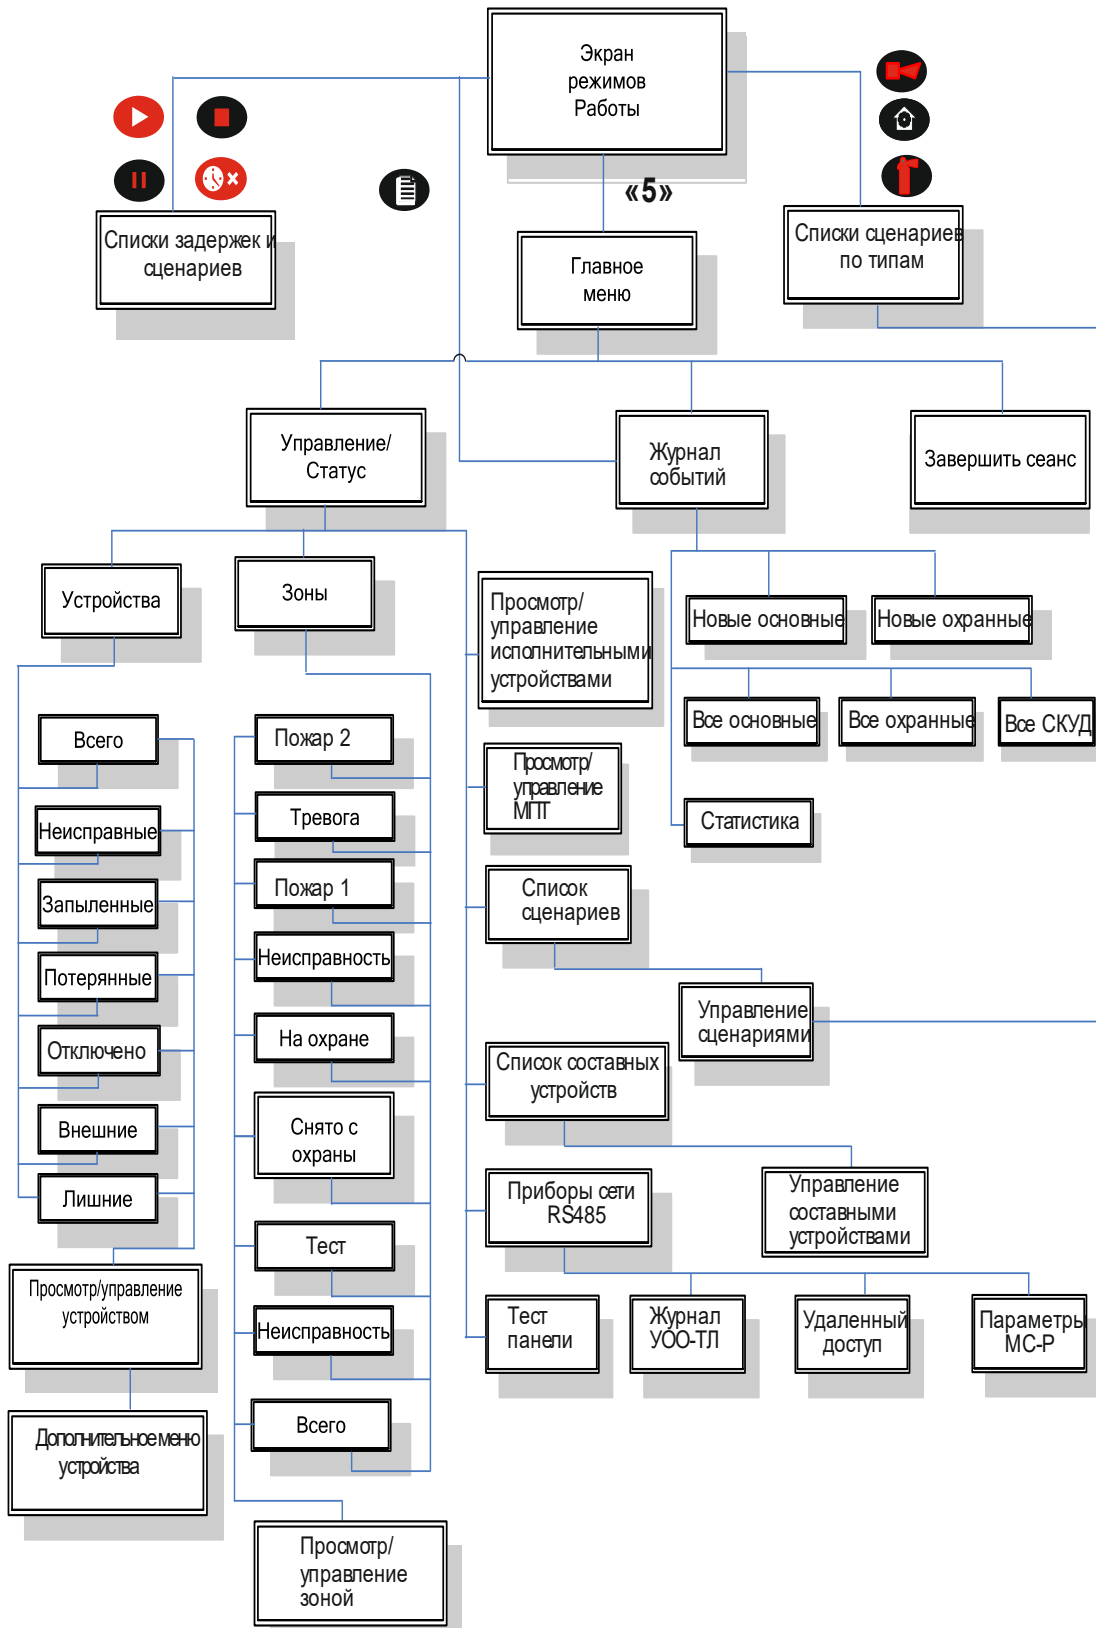 Экран
режимов
Работы
«5»
Списки задержек и
сценариев
Главное
меню
Списки сценариев
по типам
Управление/
Статус
Журнал
событий
Завершить сеанс
Устройства
Зоны
Просмотр/
управление
исполнительными
устройствами
Новые основные
Новые охранные
Все основные
Все охранные
Все СКУД
Статистика
Всего
Неисправные
Запыленные
Потерянные
Отключено
Внешние
Лишние
Просмотр/управление
устройством
Дополнительное меню
устройства
Пожар 2
Тревога
Пожар 1
Неисправность
На охране
Снято с
охраны
Тест
Неисправность
Всего
Просмотр/
управление
зоной
Просмотр/
управление
МПТ
Список
сценариев
Управление
сценариями
Список составных
устройств
Управление
составными
устройствами
Приборы сети
RS485
Тест
панели
Журнал
УОО-ТЛ
Удаленный
доступ
Параметры
МС-Р